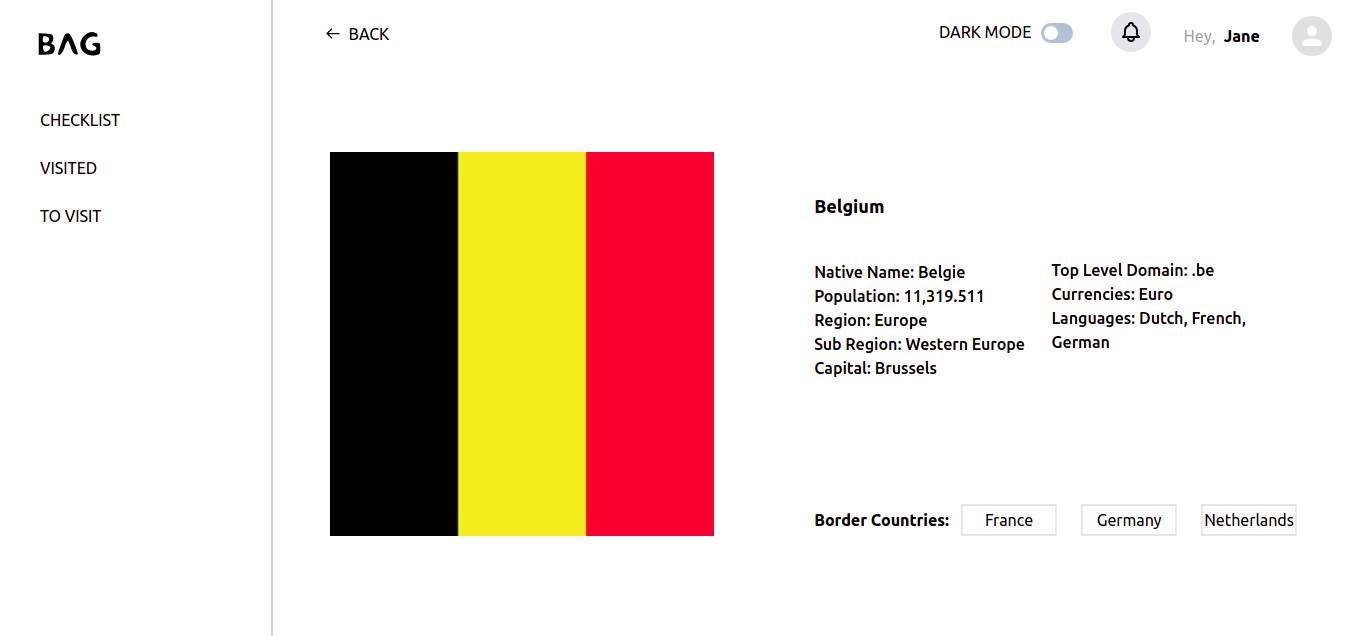 BAG
CHECKLIST
VISITED
TO VISIT
← BACK
DARK MODE
Hey, Jane
Belgium
Native Name: Belgie
Population: 11,319.511
Region: Europe
Sub Region: Western Europe
Capital: Brussels
Top Level Domain: .be
Currencies: Euro
Languages: Dutch, French,
German
Border Countries: France Germany Netherlands